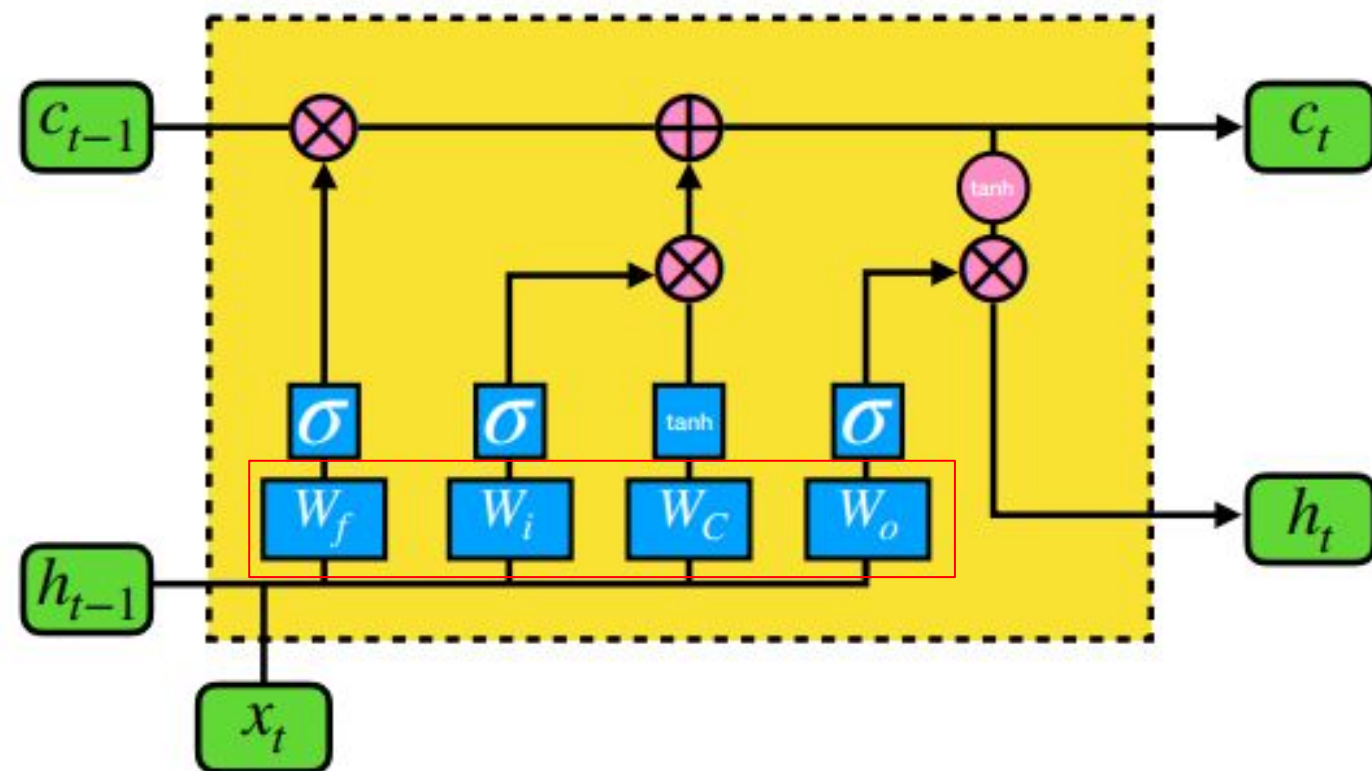 c_{t-1} c_t
tanh
σ σ tanh σ
W_f W_i W_C W_o
h_t
h_{t-1}
x_t